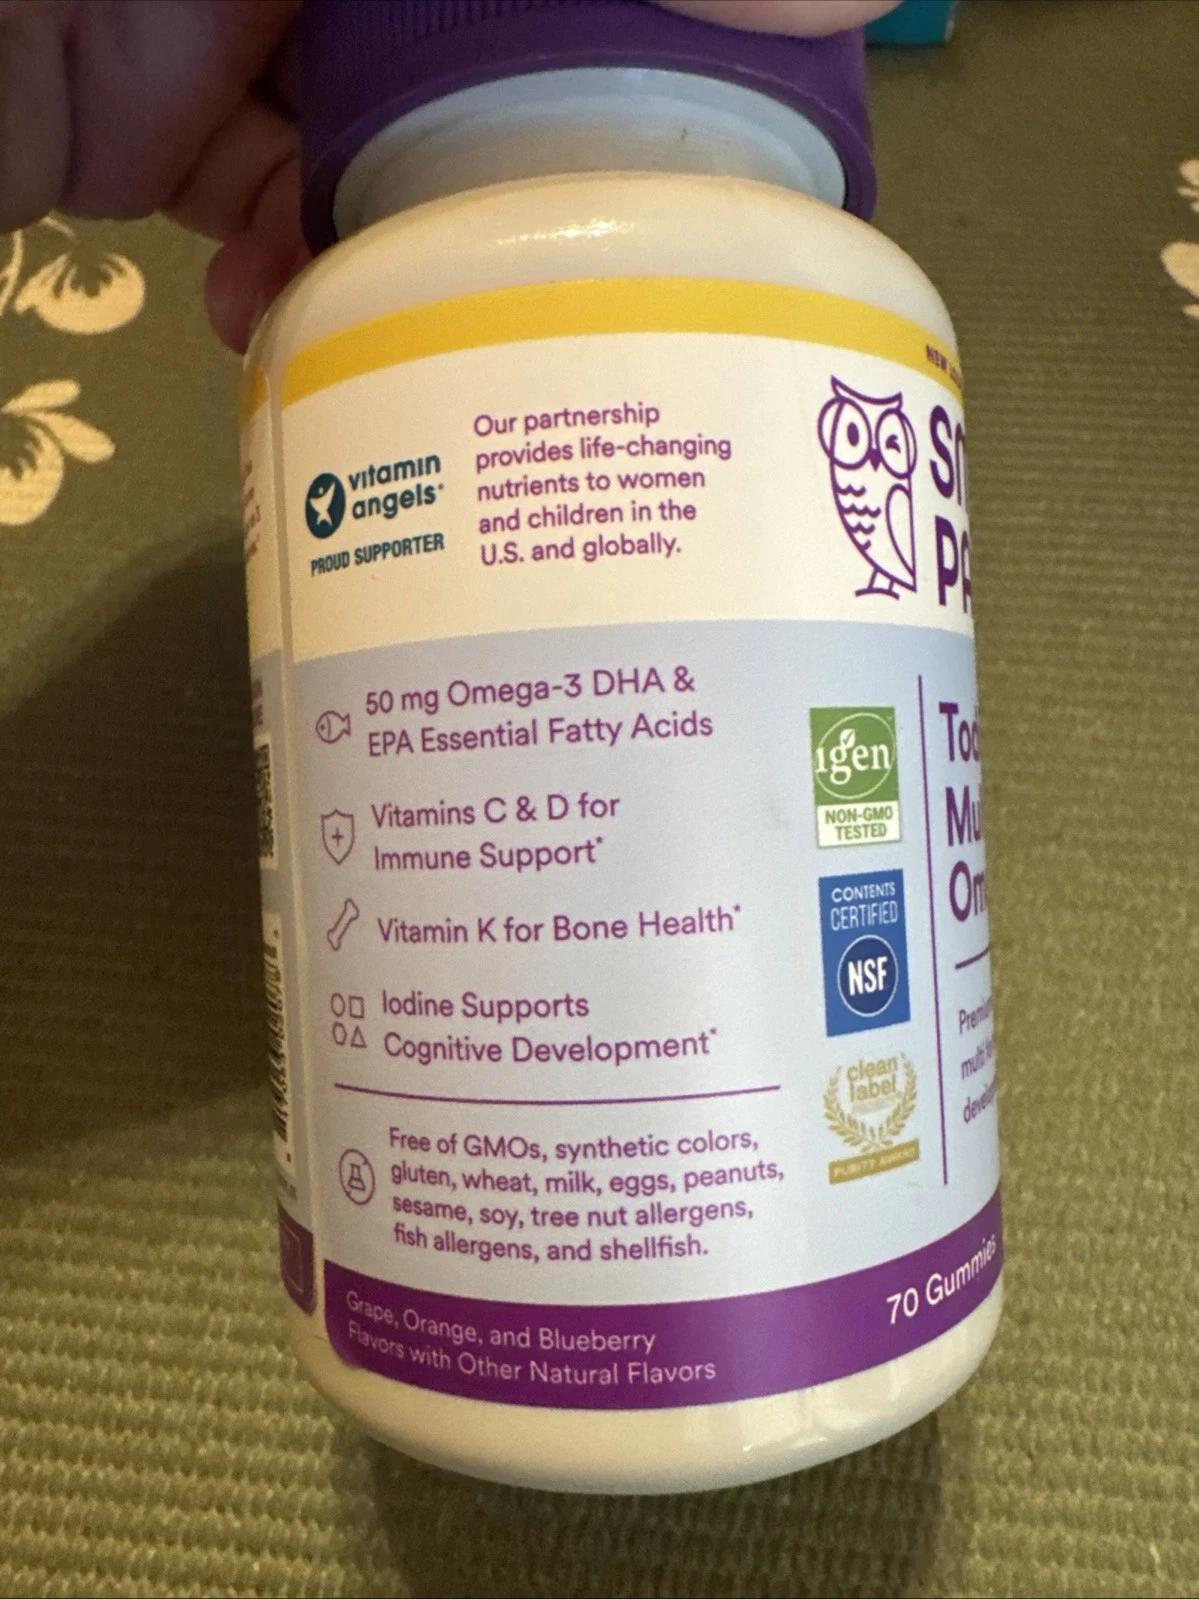 vitamin
angels®
PROUD SUPPORTER
Our partnership
provides life-changing
nutrients to women
and children in the
U.S. and globally.
NEW
50 mg Omega-3 DHA &
EPA Essential Fatty Acids
Vitamins C & D for
Immune Support*
Vitamin K for Bone Health*
Iodine Supports
Cognitive Development*
Free of GMOs, synthetic colors,
gluten, wheat, milk, eggs, peanuts,
sesame, soy, tree nut allergens,
fish allergens, and shellfish.
Grape, Orange, and Blueberry
Flavors with Other Natural Flavors
igen
NON-GMO
TESTED
CONTENTS
CERTIFIED
NSF
clean
label
PURITY AWARD
70 Gummies